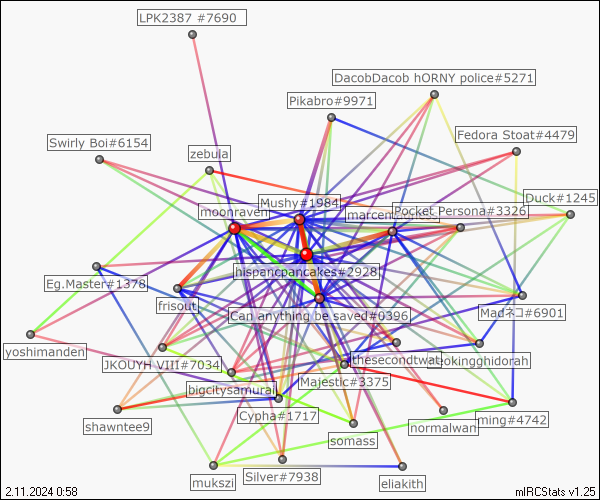 LPK2387 #7690
DacobDacob hORNY police#5271
Pikabro#9971
Fedora Stoat#4479
Swirly Boi#6154
zebula
Duck#1245
Mushy#1984
moonraven
Pocket Persona#3326
hispancpancakes#2928
Eg.Master#1378
frisout
Can anything be saved#0396
Madネコ#6901
yoshimanden
JKOUYH VIII#7034
thesecondtwat
Majestic#3375
bigcitysamurai
Cypha#1717
shawntee9
normalwan
ming#4742
somass
mukszi
Silver#7938
eliakith
2.11.2024 0:58
mIRCStats v1.25